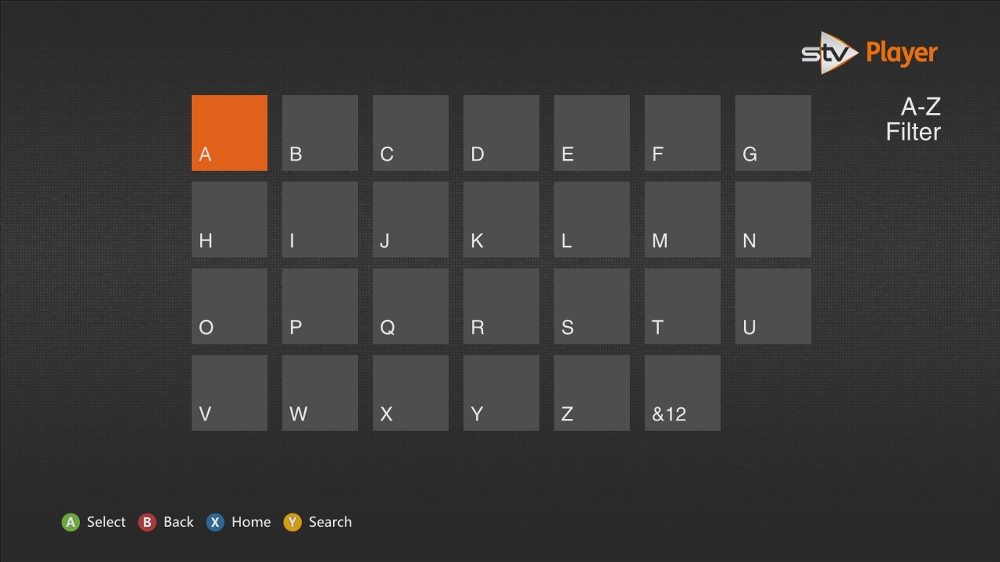 stv Player
A-Z
Filter
A B C D E F G
H I J K L M N
O P Q R S T U
V W X Y Z &12
A Select B Back X Home Y Search